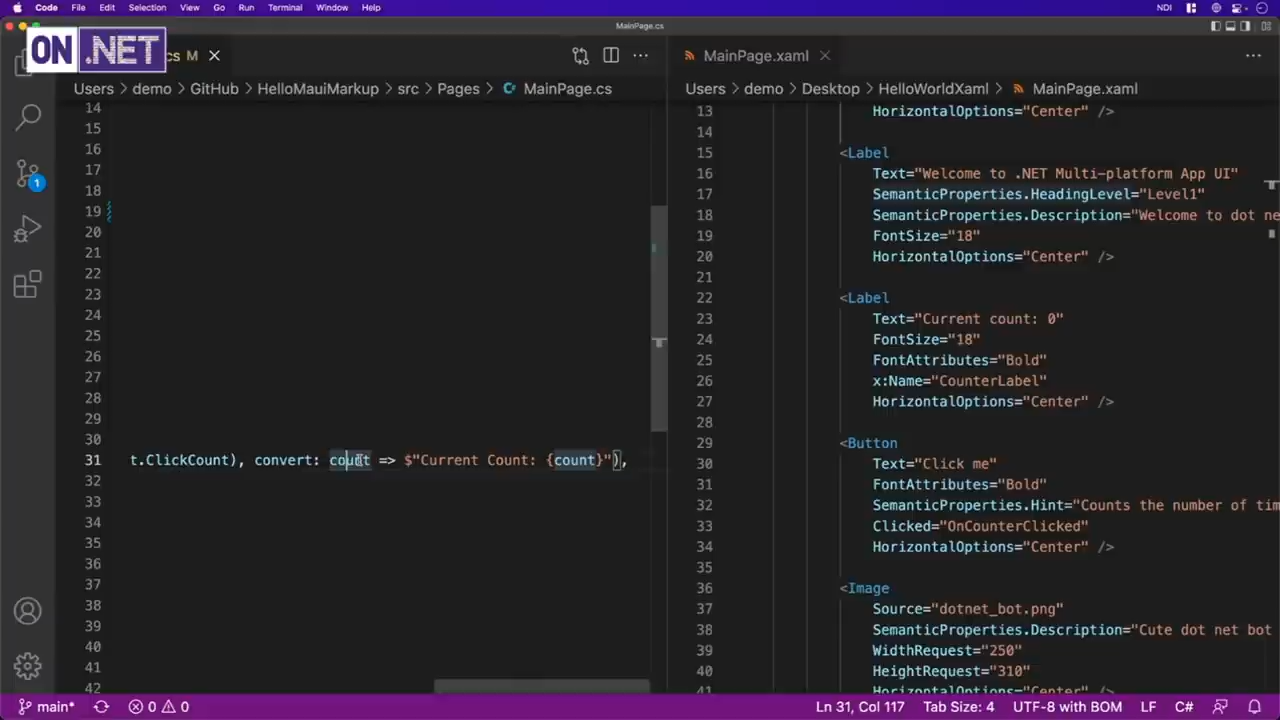 Code File Edit Selection View Go Run Terminal Window Help NDI
MainPage.cs
ON .NET
cs M
MainPage.xaml
Users > demo > GitHub > HelloMauiMarkup > src > Pages > MainPage.cs
Users > demo > Desktop > HelloWorldXaml > MainPage.xaml
14
15
16
17
18
19
20
21
22
23
24
25
26
27
28
29
30
31 t.ClickCount), convert: count => $"Current Count: {count}"),
32
33
34
35
36
37
38
39
40
41
42
13 HorizontalOptions="Center" />
14
15 <Label
16 Text="Welcome to .NET Multi-platform App UI"
17 SemanticProperties.HeadingLevel="Level1"
18 SemanticProperties.Description="Welcome to dot ne
19 FontSize="18"
20 HorizontalOptions="Center" />
21
22 <Label
23 Text="Current count: 0"
24 FontSize="18"
25 FontAttributes="Bold"
26 x:Name="CounterLabel"
27 HorizontalOptions="Center" />
28
29 <Button
30 Text="Click me"
31 FontAttributes="Bold"
32 SemanticProperties.Hint="Counts the number of tim
33 Clicked="OnCounterClicked"
34 HorizontalOptions="Center" />
35
36 <Image
37 Source="dotnet_bot.png"
38 SemanticProperties.Description="Cute dot net bot
39 WidthRequest="250"
40 HeightRequest="310"
41 HorizontalOptions="Center" />
1
main* 0 0 Ln 31, Col 117 Tab Size: 4 UTF-8 with BOM LF C#